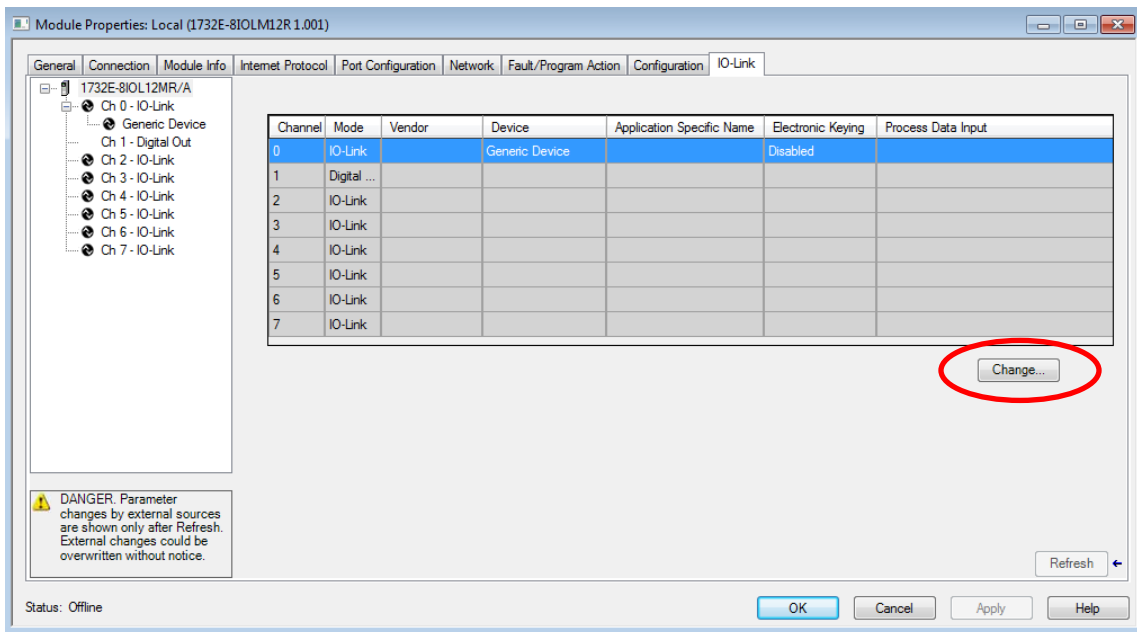 Module Properties: Local (1732E-8IOLM12R 1.001)
General Connection Module Info Internet Protocol Port Configuration Network Fault/Program Action Configuration IO-Link
1732E-8IOL12MR/A
Ch 0 - IO-Link
Generic Device
Ch 1 - Digital Out
Ch 2 - IO-Link
Ch 3 - IO-Link
Ch 4 - IO-Link
Ch 5 - IO-Link
Ch 6 - IO-Link
Ch 7 - IO-Link
Channel Mode Vendor Device Application Specific Name Electronic Keying Process Data Input
0 IO-Link Generic Device Disabled
1 Digital ...
2 IO-Link
3 IO-Link
4 IO-Link
5 IO-Link
6 IO-Link
7 IO-Link
Change...
DANGER. Parameter
changes by external sources
are shown only after Refresh.
External changes could be
overwritten without notice.
Refresh
Status: Offline
OK Cancel Apply Help